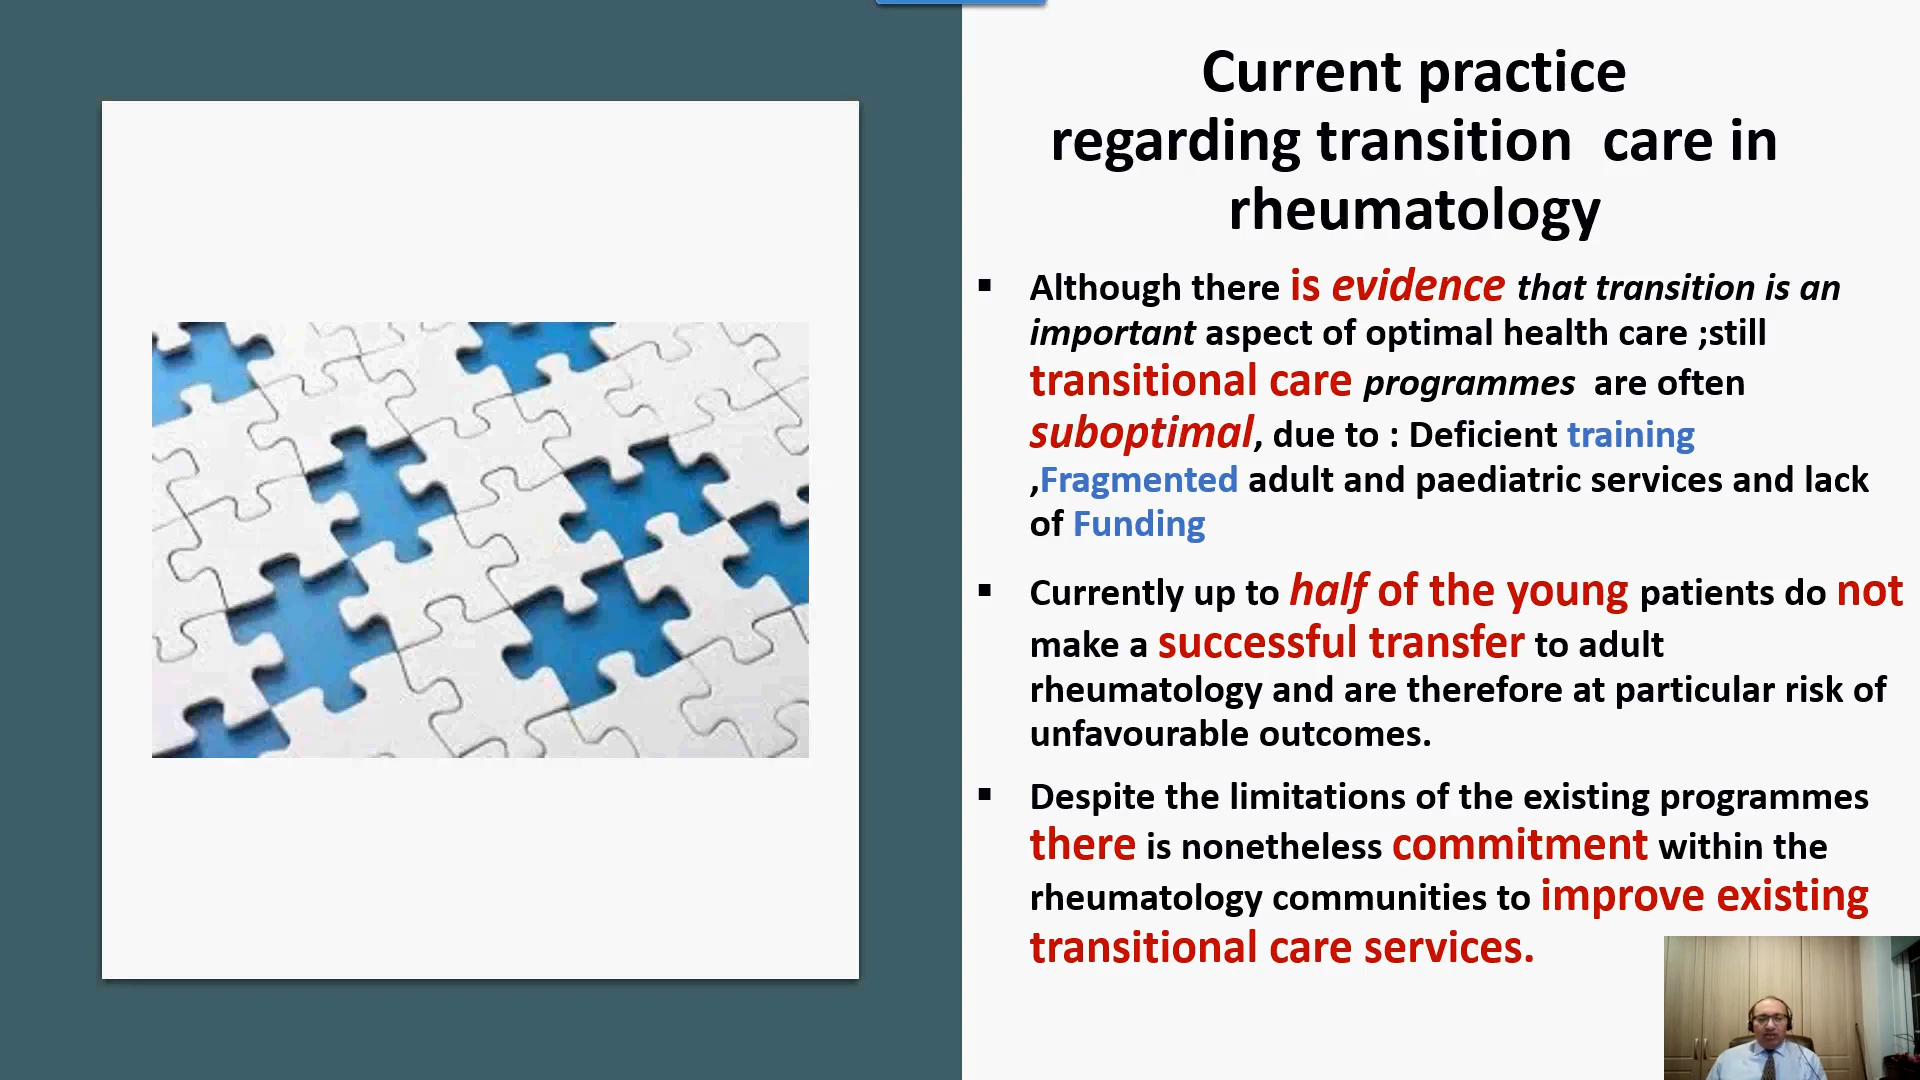 Current practice
regarding transition care in
rheumatology
▪ Although there is evidence that transition is an
important aspect of optimal health care ;still
transitional care programmes are often
suboptimal, due to : Deficient training
,Fragmented adult and paediatric services and lack
of Funding
▪ Currently up to half of the young patients do not
make a successful transfer to adult
rheumatology and are therefore at particular risk of
unfavourable outcomes.
▪ Despite the limitations of the existing programmes
there is nonetheless commitment within the
rheumatology communities to improve existing
transitional care services.